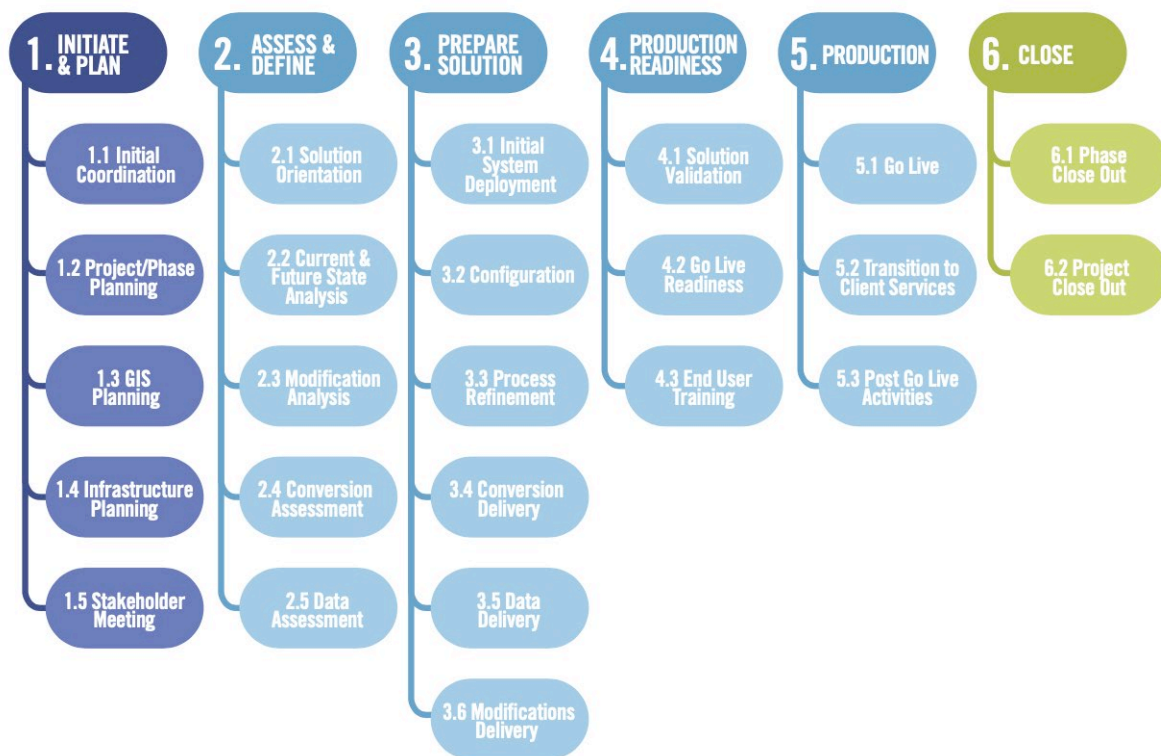 1. INITIATE
& PLAN
1.1 Initial
Coordination
1.2 Project/Phase
Planning
1.3 GIS
Planning
1.4 Infrastructure
Planning
1.5 Stakeholder
Meeting
2. ASSESS &
DEFINE
2.1 Solution
Orientation
2.2 Current &
Future State
Analysis
2.3 Modification
Analysis
2.4 Conversion
Assessment
2.5 Data
Assessment
3. PREPARE
SOLUTION
3.1 Initial
System
Deployment
3.2 Configuration
3.3 Process
Refinement
3.4 Conversion
Delivery
3.5 Data
Delivery
3.6 Modifications
Delivery
4. PRODUCTION
READINESS
4.1 Solution
Validation
4.2 Go Live
Readiness
4.3 End User
Training
5. PRODUCTION
5.1 Go Live
5.2 Transition to
Client Services
5.3 Post Go Live
Activities
6. CLOSE
6.1 Phase
Close Out
6.2 Project
Close Out